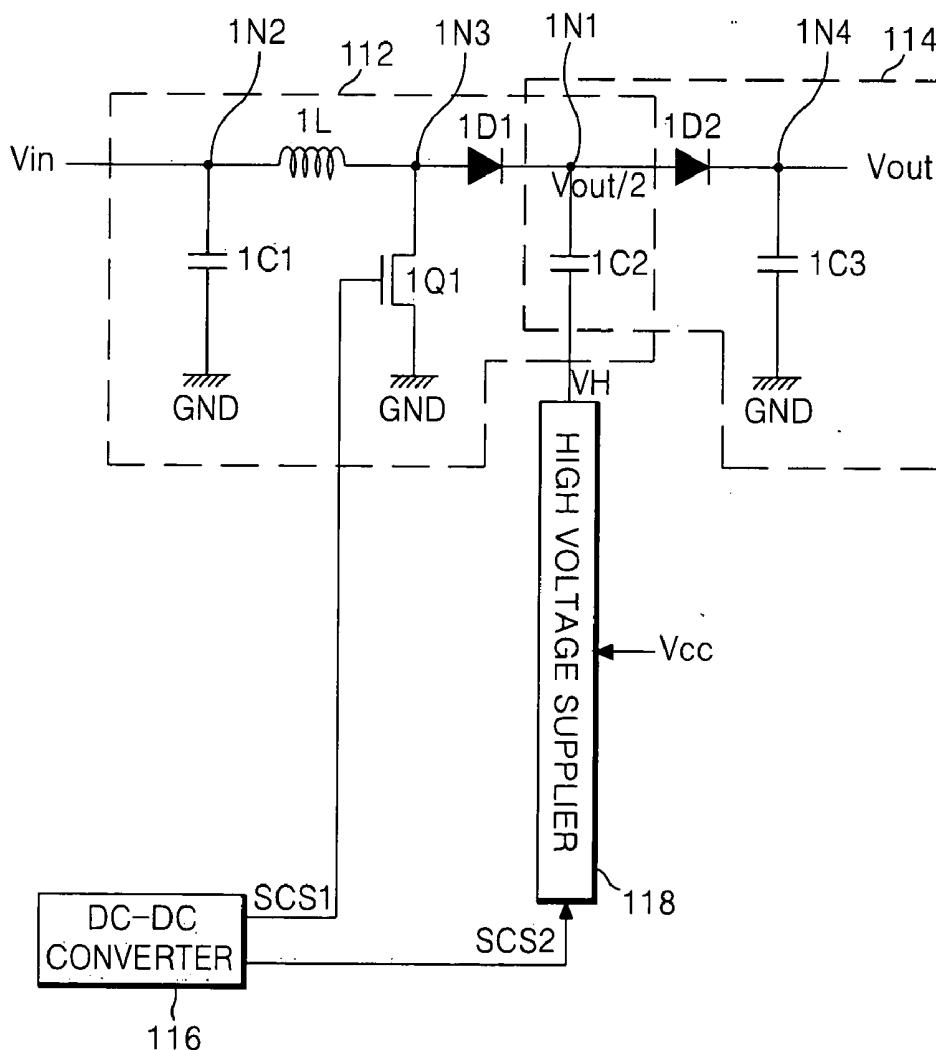 1N2
112
1N3
1N1
1N4
114
1L
1D1
1D2
Vin
Vout/2
Vout
1C1
1Q1
1C2
1C3
GND
GND
VH
GND
HIGH VOLTAGE SUPPLIER
Vcc
118
SCS1
DC-DC
CONVERTER
SCS2
116